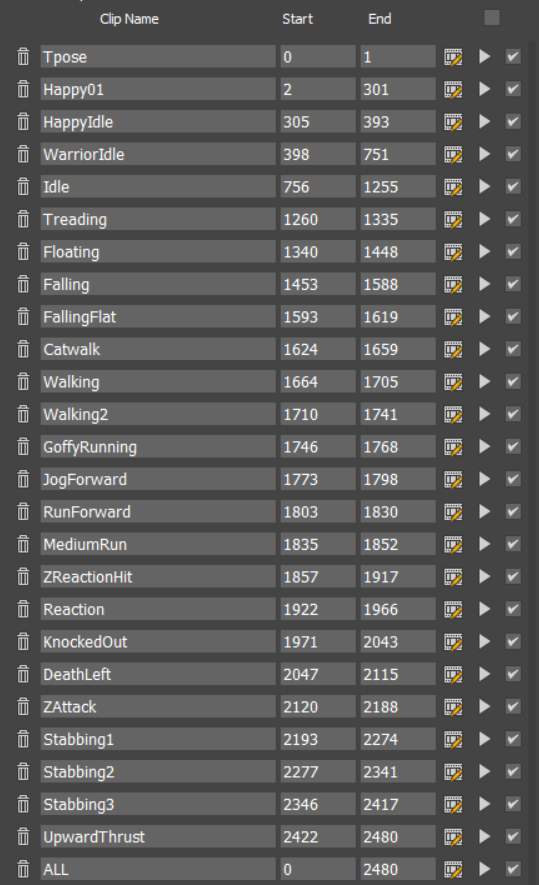 Clip Name Start End
Tpose 0 1
Happy01 2 301
HappyIdle 305 393
WarriorIdle 398 751
Idle 756 1255
Treading 1260 1335
Floating 1340 1448
Falling 1453 1588
FallingFlat 1593 1619
Catwalk 1624 1659
Walking 1664 1705
Walking2 1710 1741
GoffyRunning 1746 1768
JogForward 1773 1798
RunForward 1803 1830
MediumRun 1835 1852
ZReactionHit 1857 1917
Reaction 1922 1966
KnockedOut 1971 2043
DeathLeft 2047 2115
ZAttack 2120 2188
Stabbing1 2193 2274
Stabbing2 2277 2341
Stabbing3 2346 2417
UpwardThrust 2422 2480
ALL 0 2480